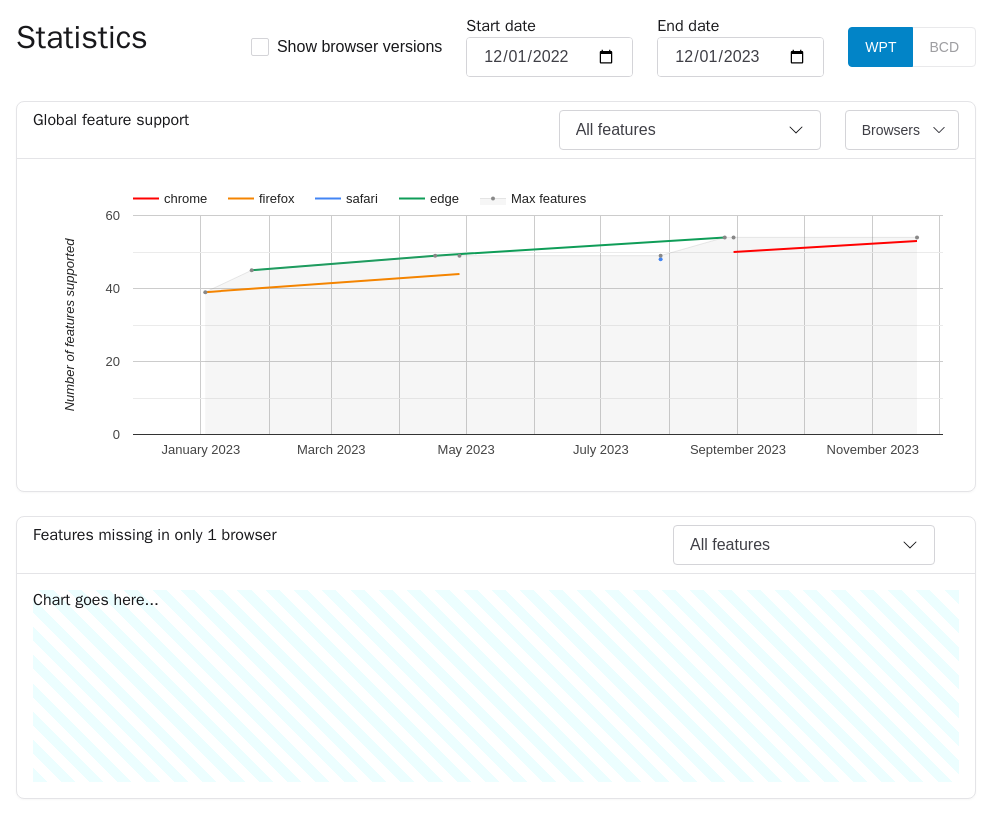 Statistics
Show browser versions
Start date
12/01/2022
End date
12/01/2023
WPT
BCD
Global feature support
All features
Browsers
chrome
firefox
safari
edge
Max features
Number of features supported
60
40
20
0
January 2023
March 2023
May 2023
July 2023
September 2023
November 2023
Features missing in only 1 browser
All features
Chart goes here...